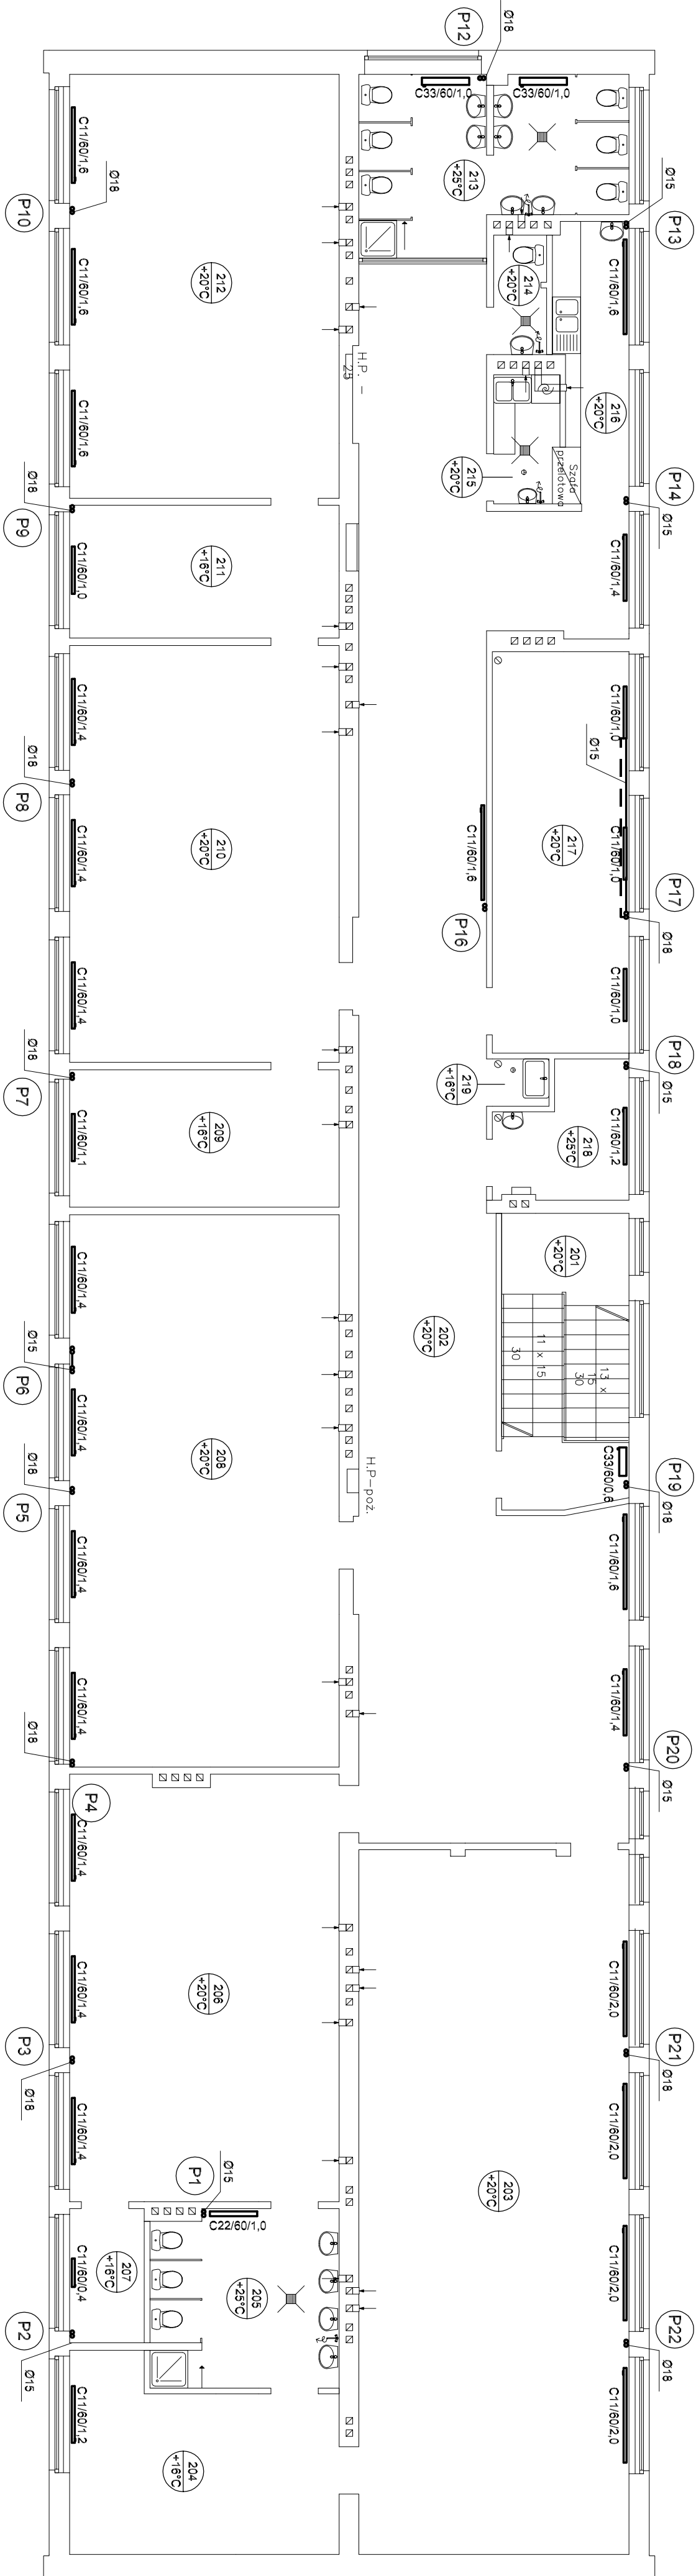 P12
Ø18
C33/60/1,0
C33/60/1,0
213
+25°C
Ø15
P13
C11/60/1,6
Ø18
P10
C11/60/1,6
C11/60/1,6
C11/60/1,6
212
+20°C
214
+20°C
H.P. –
25
216
+20°C
215
+20°C
Szafa
przelotowa
P14
Ø15
C11/60/1,4
Ø18
P9
C11/60/1,0
211
+16°C
C11/60/1,4
Ø18
P8
C11/60/1,4
210
+20°C
C11/60/1,4
C11/60/1,0
Ø15
217
+20°C
C11/60/1,0
P17
Ø18
C11/60/1,6
P16
C11/60/1,0
Ø18
P7
C11/60/1,1
209
+16°C
P18
Ø15
219
+16°C
C11/60/1,2
218
+25°C
201
+20°C
11 x 15
30
13 x
15
30
202
+20°C
C11/60/1,4
Ø15
P6
C11/60/1,4
208
+20°C
Ø18
P5
H.P–poż.
C33/60/0,6
P19
Ø18
C11/60/1,6
C11/60/1,4
C11/60/1,4
C11/60/1,4
Ø18
P4
P20
Ø15
C11/60/1,4
C11/60/1,4
206
+20°C
P3
Ø18
C11/60/1,4
C11/60/2,0
P21
Ø18
C11/60/2,0
203
+20°C
P1
Ø15
C22/60/1,0
C11/60/0,4
207
+16°C
205
+25°C
P2
Ø15
C11/60/2,0
P22
Ø18
C11/60/1,2
204
+16°C
C11/60/2,0